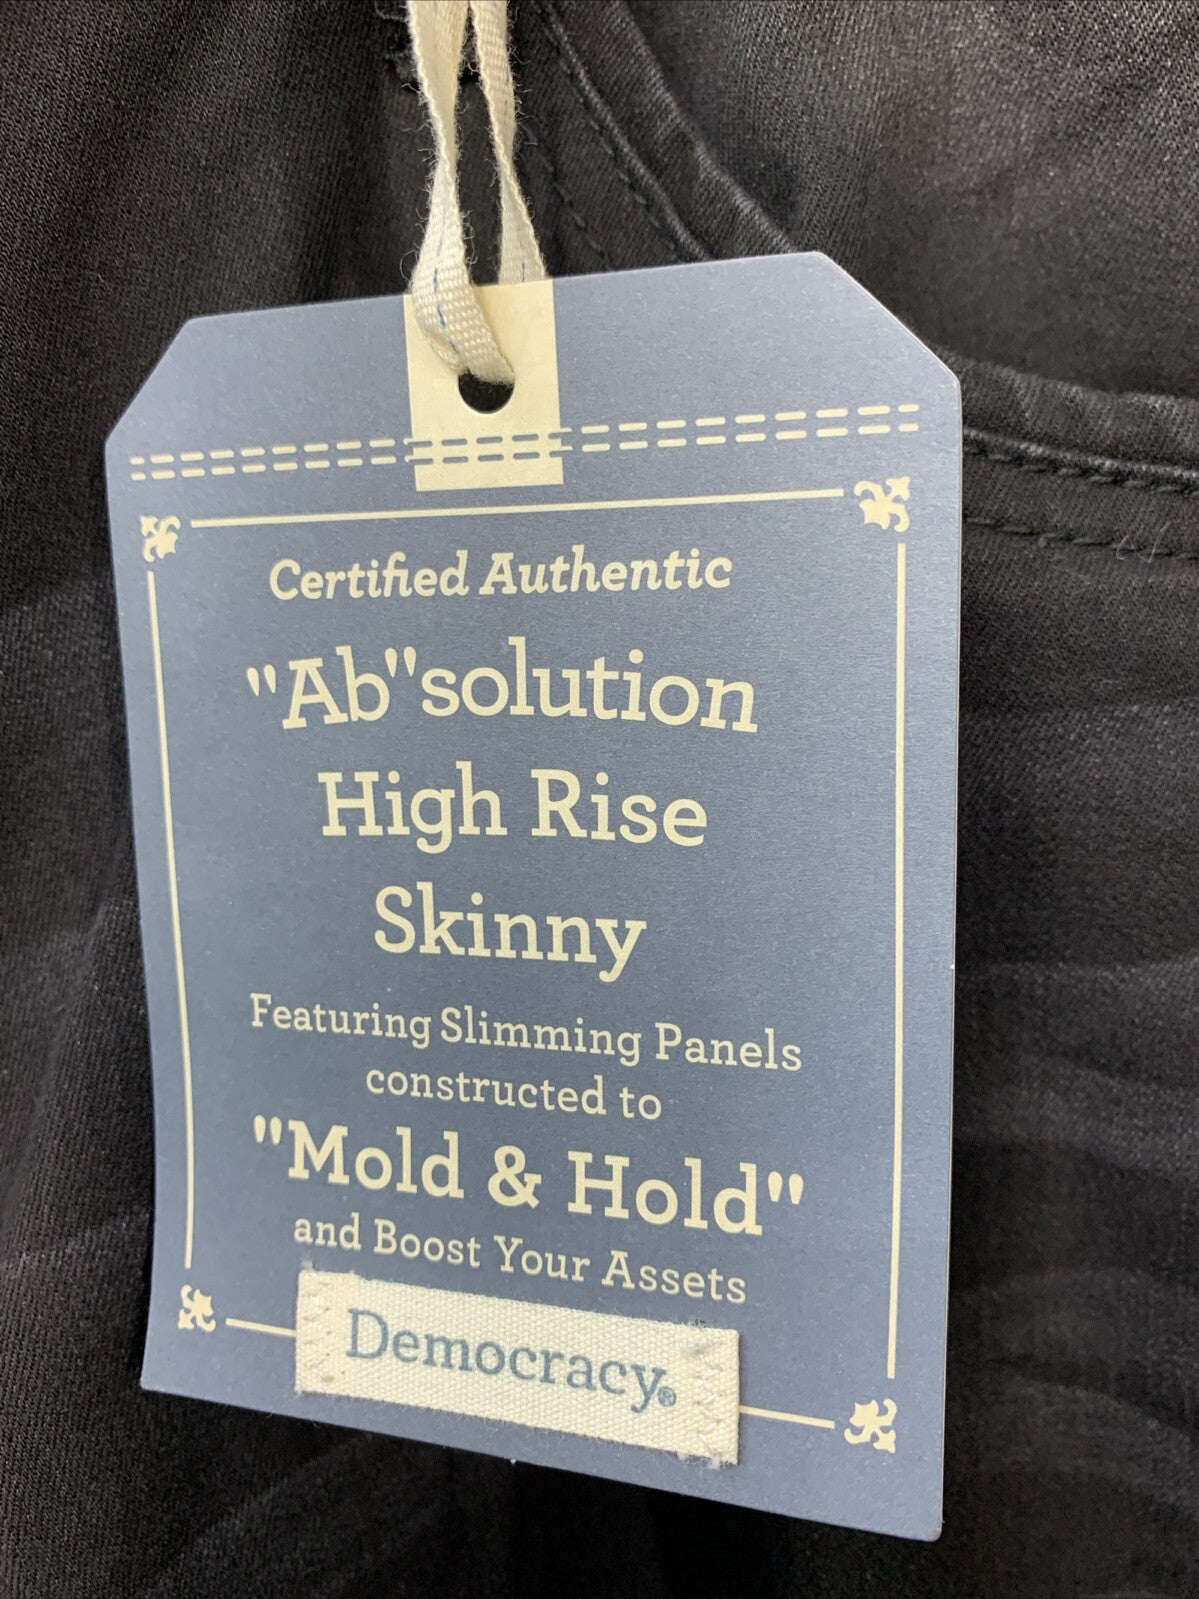 Certified Authentic
"Ab"solution
High Rise
Skinny
Featuring Slimming Panels
constructed to
"Mold & Hold"
and Boost Your Assets
Democracy®